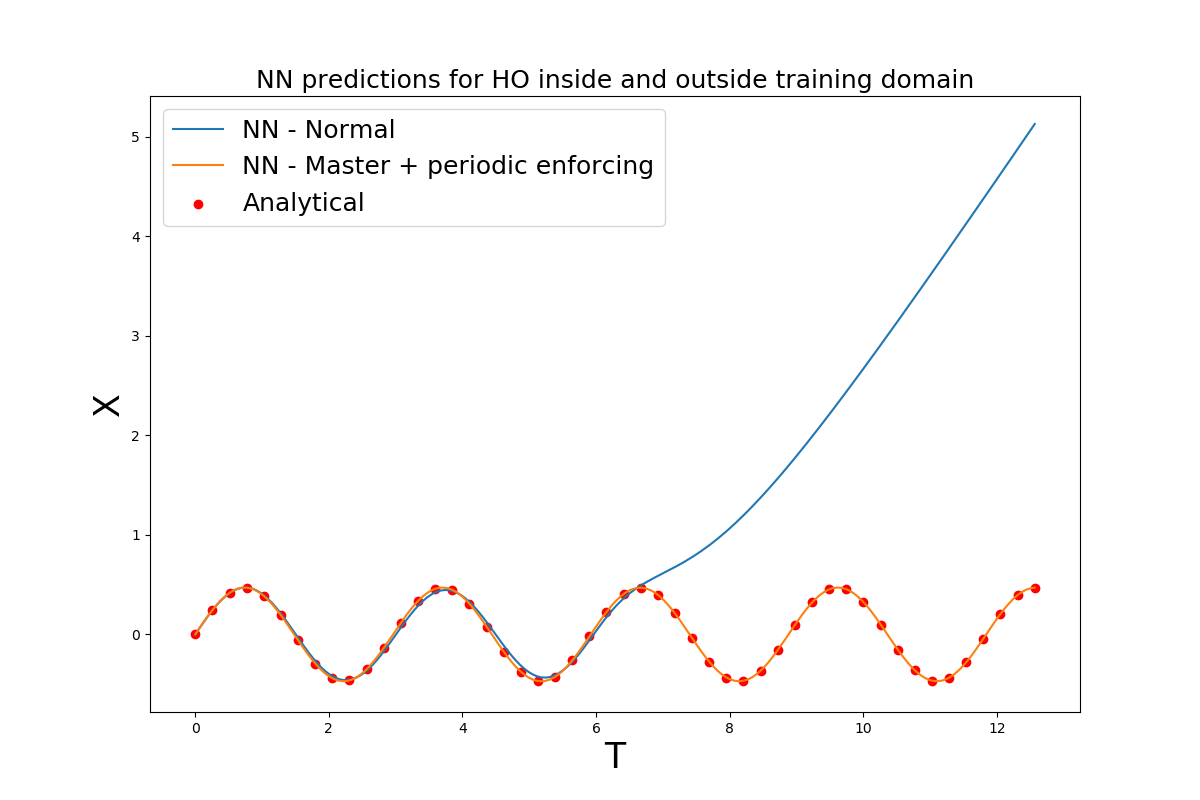 NN predictions for HO inside and outside training domain
NN - Normal
NN - Master + periodic enforcing
Analytical
5
4
3
2
1
0
X
0 2 4 6 8 10 12
T